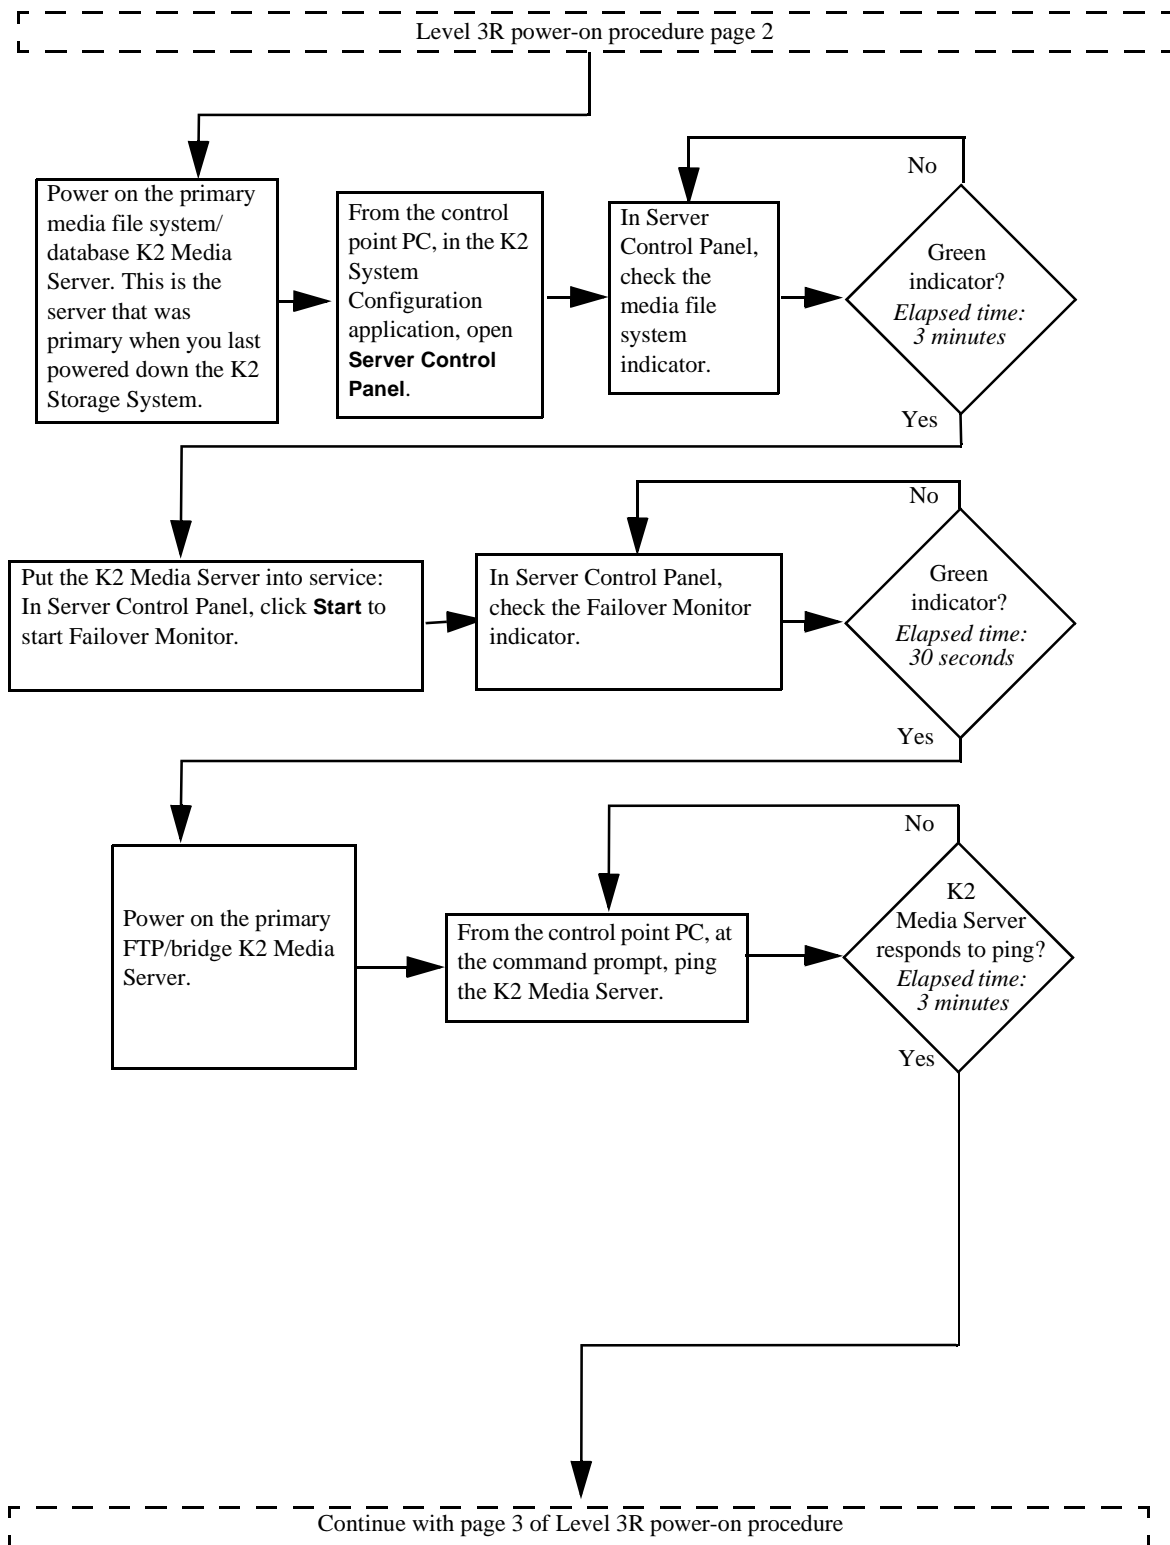 Level 3R power-on procedure page 2
Power on the primary
media file system/
database K2 Media
Server. This is the
server that was
primary when you last
powered down the K2
Storage System.
From the control
point PC, in the K2
System
Configuration
application, open
Server Control
Panel.
In Server
Control Panel,
check the
media file
system
indicator.
No
Green
indicator?
Elapsed time:
3 minutes
Yes
Put the K2 Media Server into service:
In Server Control Panel, click Start to
start Failover Monitor.
In Server Control Panel,
check the Failover Monitor
indicator.
No
Green
indicator?
Elapsed time:
30 seconds
Yes
Power on the primary
FTP/bridge K2 Media
Server.
From the control point PC, at
the command prompt, ping
the K2 Media Server.
No
K2
Media Server
responds to ping?
Elapsed time:
3 minutes
Yes
Continue with page 3 of Level 3R power-on procedure